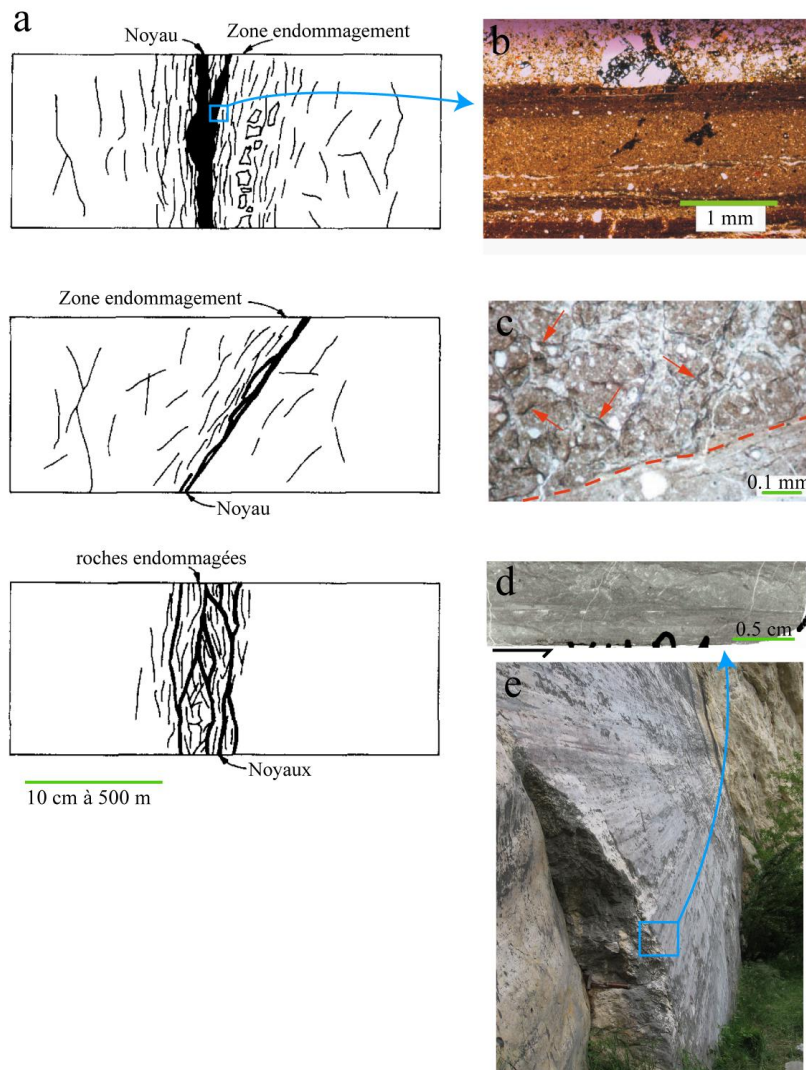 a
Noyau
Zone endommagement
b
1 mm
Zone endommagement
Noyau
c
0.1 mm
roches endommagées
Noyaux
10 cm à 500 m
d
0.5 cm
e